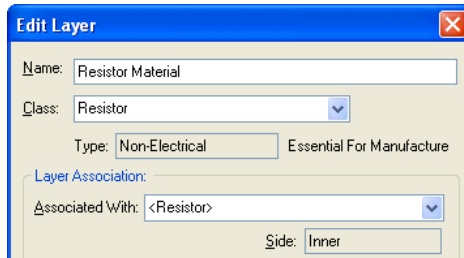 Edit Layer
Name: Resistor Material
Class: Resistor
Type: Non-Electrical Essential For Manufacture
Layer Association:
Associated With: <Resistor>
Side: Inner